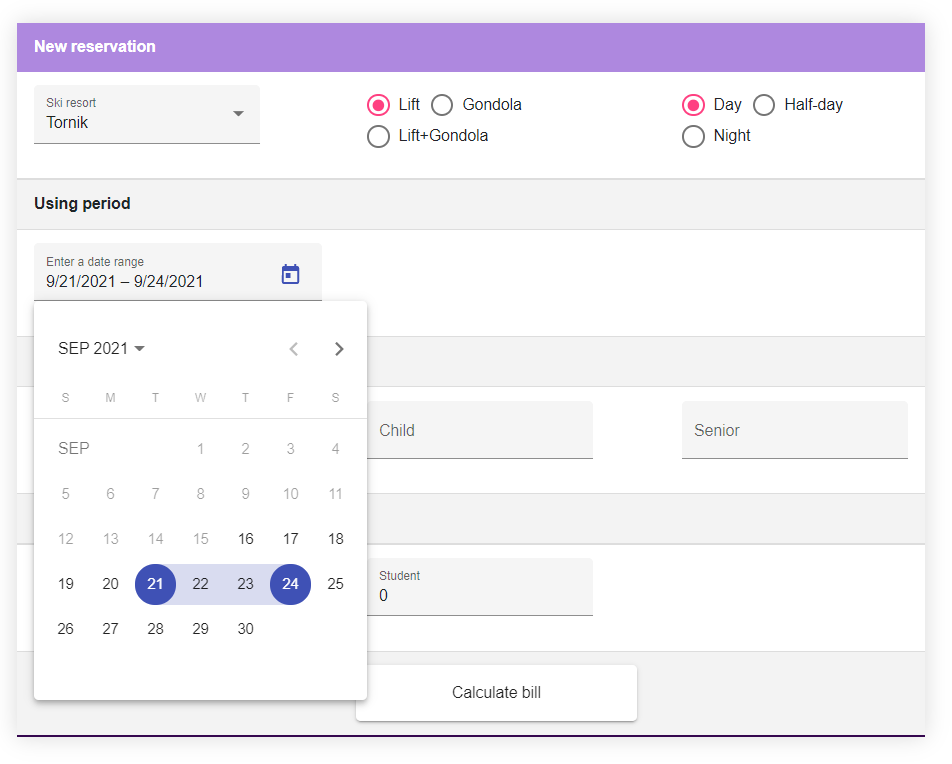 New reservation
Ski resort
Tornik
Lift Gondola
Lift+Gondola
Day Half-day
Night
Using period
Enter a date range
9/21/2021 – 9/24/2021
SEP 2021
S M T W T F S
SEP 1 2 3 4
5 6 7 8 9 10 11
12 13 14 15 16 17 18
19 20 21 22 23 24 25
26 27 28 29 30
Child
Senior
Student
0
Calculate bill